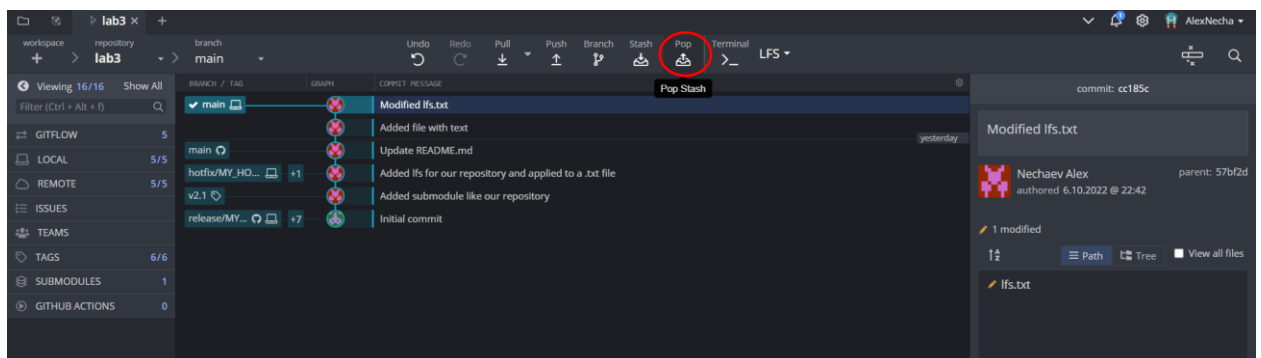 lab3
AlexNecha
workspace
repository
lab3
branch
main
Undo
Redo
Pull
Push
Branch
Stash
Pop
Terminal
LFS
Pop Stash
Viewing 16/16 Show All
Filter (Ctrl + Alt + f)
GITFLOW 5
LOCAL 5/5
REMOTE 5/5
ISSUES
TEAMS
TAGS 6/6
SUBMODULES 1
GITHUB ACTIONS 0
BRANCH / TAG GRAPH COMMIT MESSAGE
main Modified lfs.txt
Added file with text
yesterday
main Update README.md
hotfix/MY_HO... +1 Added lfs for our repository and applied to a .txt file
v2.1 Added submodule like our repository
release/MY... +7 Initial commit
commit: cc185c
Modified lfs.txt
Nechaev Alex
authored 6.10.2022 @ 22:42
parent: 57bf2d
1 modified
Path
Tree
View all files
lfs.txt